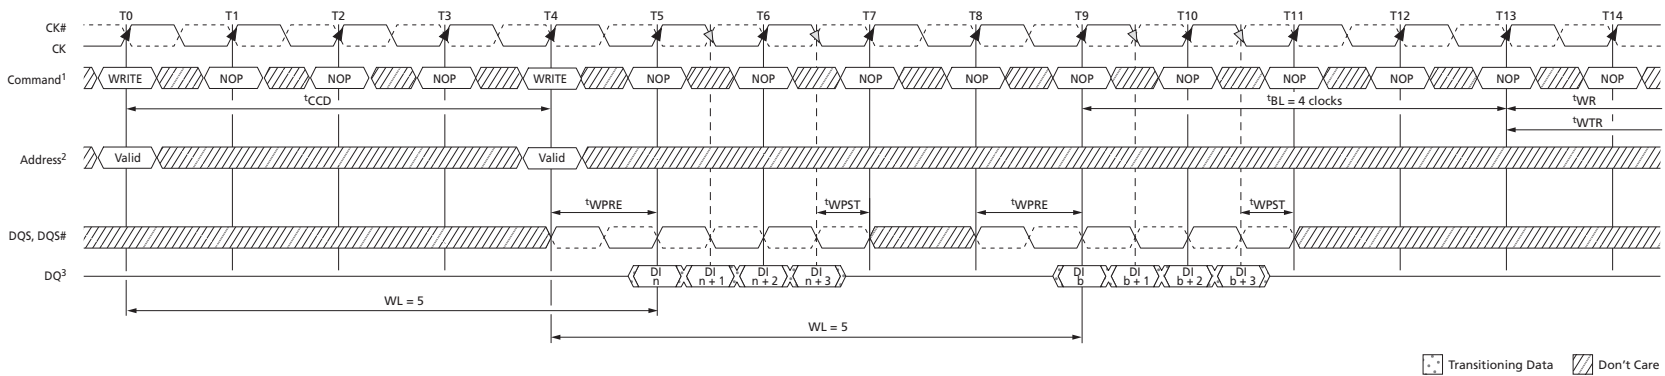 T0 T1 T2 T3 T4 T5 T6 T7 T8 T9 T10 T11 T12 T13 T14
CK#
CK
Command1 WRITE NOP NOP NOP WRITE NOP NOP NOP NOP NOP NOP NOP NOP NOP NOP
tCCD tBL = 4 clocks tWR
tWTR
Address2 Valid Valid
tWPRE tWPST tWPRE tWPST
DQS, DQS#
DQ3 DI n DI n + 1 DI n + 2 DI n + 3 DI b DI b + 1 DI b + 2 DI b + 3
WL = 5
WL = 5
Transitioning Data Don't Care